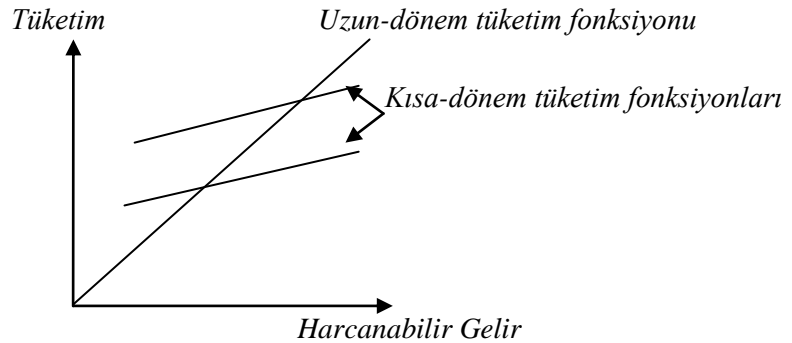 Tüketim
Uzun-dönem tüketim fonksiyonu
Kısa-dönem tüketim fonksiyonları
Harcanabilir Gelir